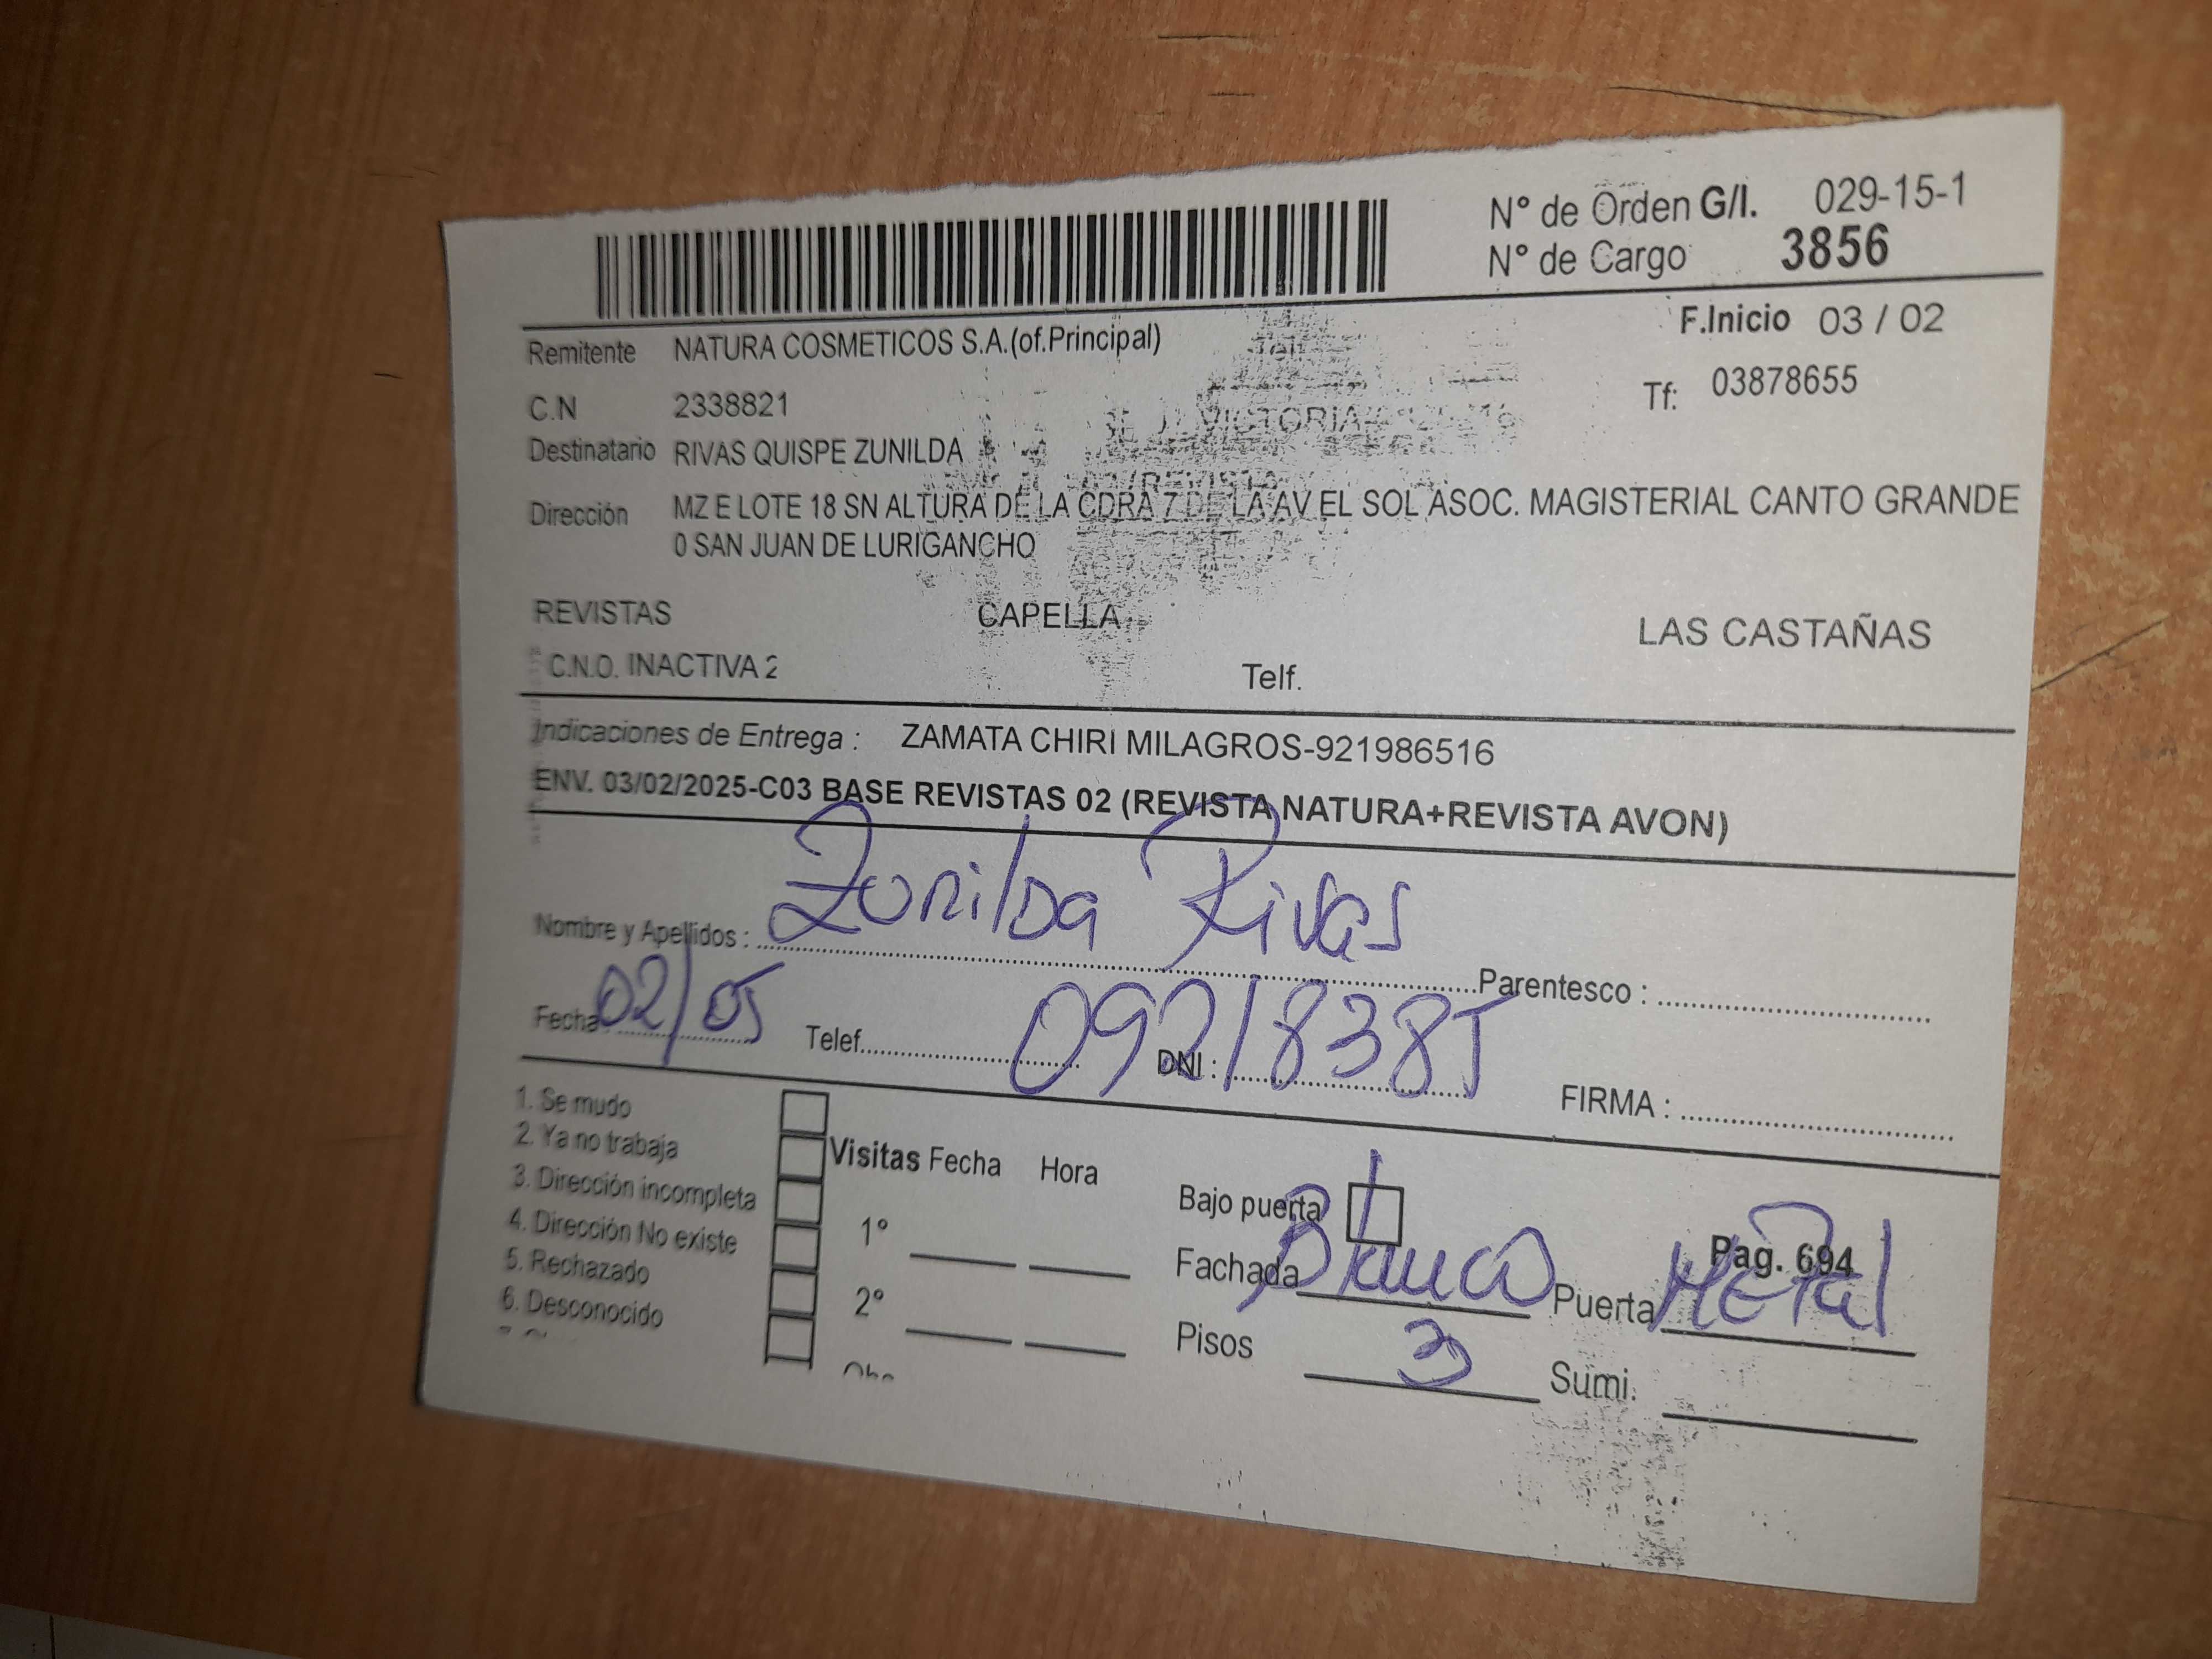 N° de Orden G/I. 029-15-1
N° de Cargo 3856
F.Inicio 03 / 02
Remitente NATURA COSMETICOS S.A.(of.Principal)
Tf: 03878655
C.N 2338821
VICTORIA
Destinatario RIVAS QUISPE ZUNILDA
Dirección MZ E LOTE 18 SN ALTURA DE LA CDRA 7 DE LA AV EL SOL ASOC. MAGISTERIAL CANTO GRANDE
0 SAN JUAN DE LURIGANCHO
REVISTAS CAPELLA LAS CASTAÑAS
C.N.O. INACTIVA 2 Telf.
Indicaciones de Entrega : ZAMATA CHIRI MILAGROS-921986516
ENV. 03/02/2025-C03 BASE REVISTAS 02 (REVISTA NATURA+REVISTA AVON)
Nombre y Apellidos : Zunilda Rivas Parentesco :
Fecha 02/05 Telef. DNI : 09218385 FIRMA :
1. Se mudo
2. Ya no trabaja
3. Dirección incompleta
4. Dirección No existe
5. Rechazado
6. Desconocido
Visitas Fecha Hora
1°
2°
Bajo puerta
Pag. 694
Fachada Blanco Puerta Metal
Pisos 3 Sumi.